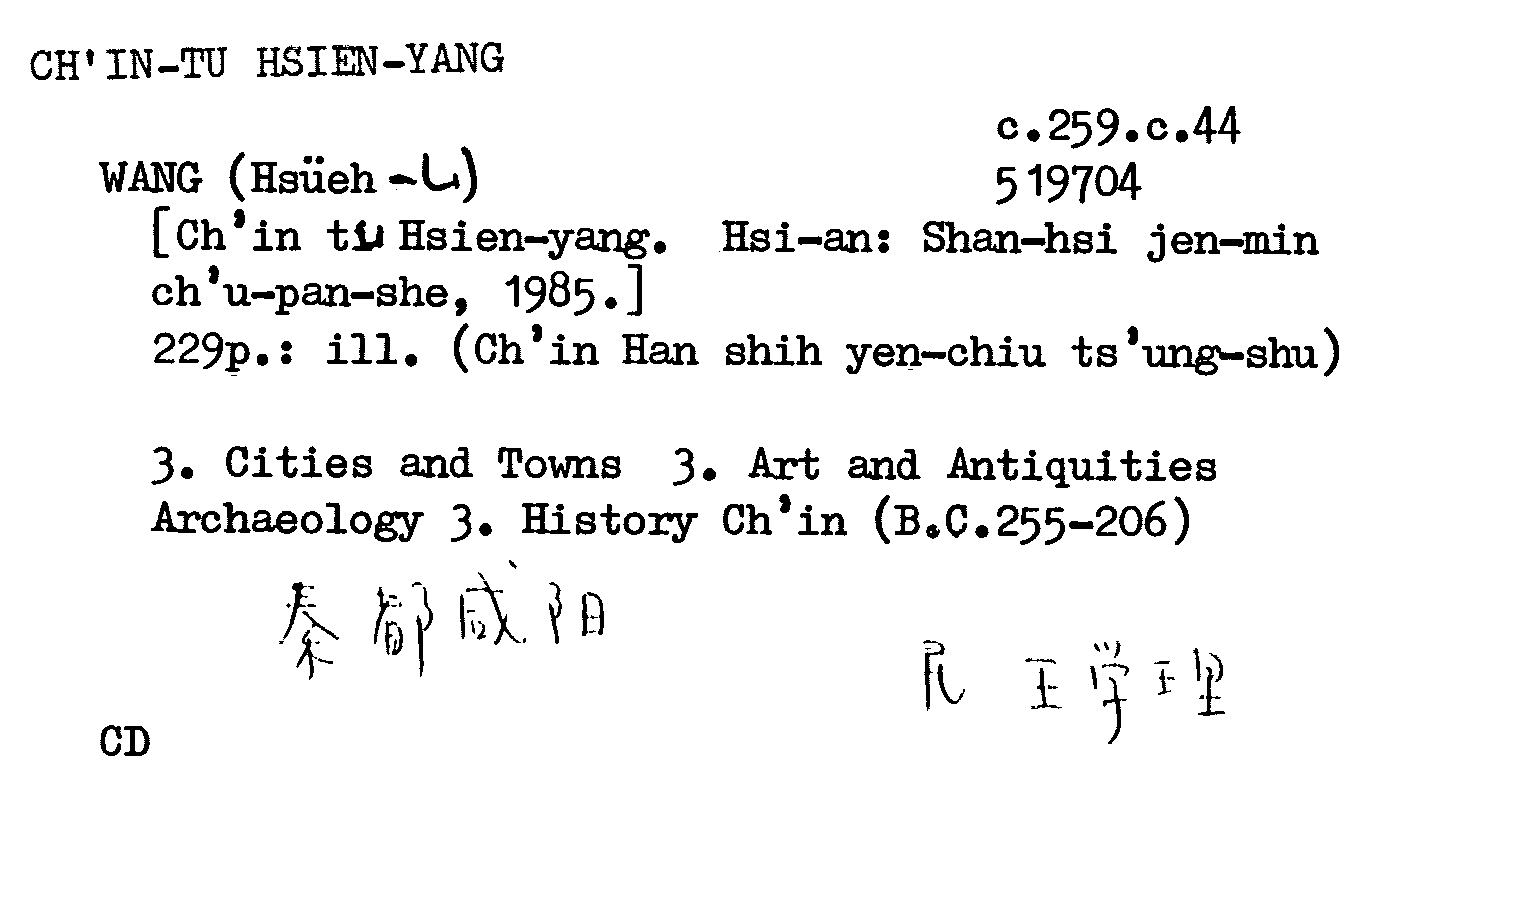 CH'IN-TU HSIEN-YANG
c.259.c.44
WANG (Hsüeh-Li) 519704
[Ch'in tu Hsien-yang. Hsi-an: Shan-hsi jen-min
ch'u-pan-she, 1985.]
229p.: ill. (Ch'in Han shih yen-chiu ts'ung-shu)
3. Cities and Towns 3. Art and Antiquities
Archaeology 3. History Ch'in (B.C.255-206)
秦都咸阳
王学理
CD